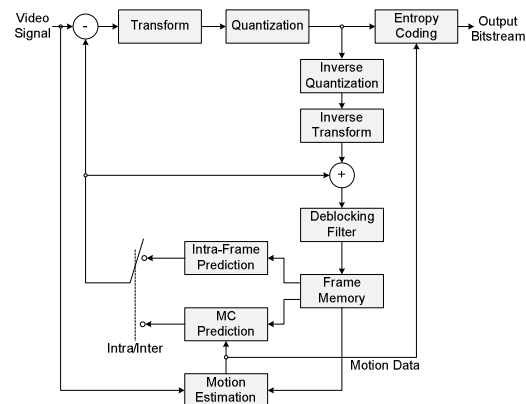 Video
Signal
-
Transform
Quantization
Entropy
Coding
Output
Bitstream
Inverse
Quantization
Inverse
Transform
+
Deblocking
Filter
Intra-Frame
Prediction
Frame
Memory
MC
Prediction
Intra/Inter
Motion Data
Motion
Estimation